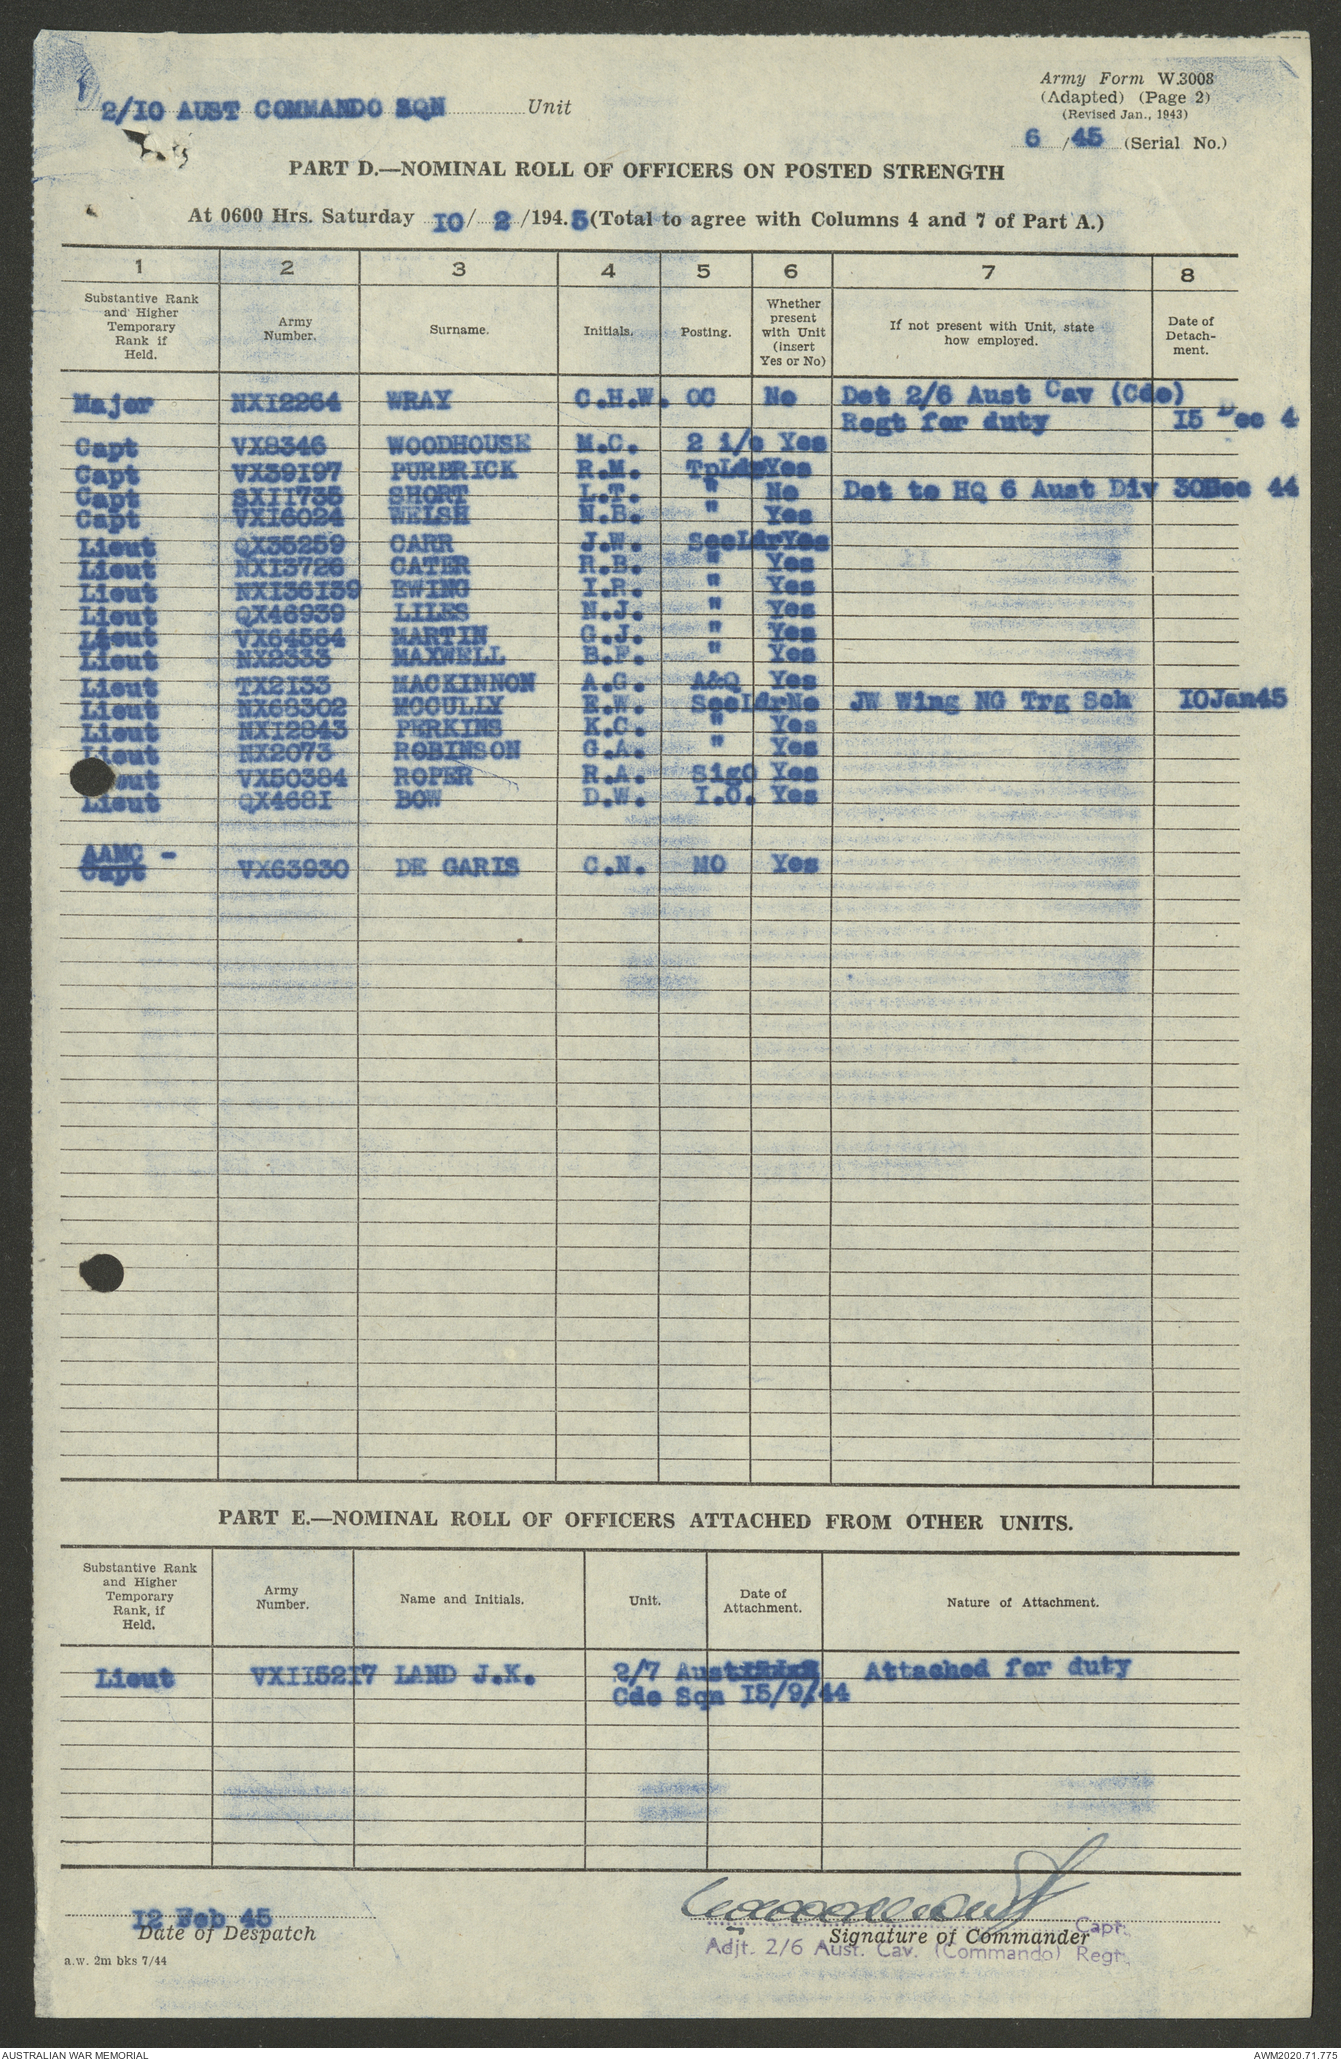 Army Form W.3008
(Adapted) (Page 2)
(Revised Jan., 1943)
2/10 AUST COMMANDO SQN Unit
6 / 45 (Serial No.)
PART D.—NOMINAL ROLL OF OFFICERS ON POSTED STRENGTH
At 0600 Hrs. Saturday 10 / 2 /194.5 (Total to agree with Columns 4 and 7 of Part A.)
1 2 3 4 5 6 7 8
Substantive Rank and Higher Temporary Rank if Held. Army Number. Surname. Initials. Posting. Whether present with Unit (insert Yes or No) If not present with Unit, state how employed. Date of Detachment.
Major NX12264 WRAY C.H.W. OC No Det 2/6 Aust Cav (Cdo)
Regt for duty 15 Dec 4
Capt VX8346 WOODHOUSE M.C. 2 i/c Yes
Capt VX39197 PURBRICK R.M. TpLdr Yes
Capt SX11735 SHORT L.T. " No Det to HQ 6 Aust Div 30Dec 44
Capt VX16024 WELSH N.B. " Yes
Lieut QX35259 CARR J.W. SecLdr Yes
Lieut NX13726 CATER R.B. " Yes
Lieut NX136139 EWING I.R. " Yes
Lieut QX46939 LILES N.J. " Yes
Lieut VX64564 MARTIN G.J. " Yes
Lieut NX2333 MAXWELL B.F. " Yes
Lieut TX2133 MACKINNON A.G. A&Q Yes
Lieut NX68302 MCCULLY E.W. SecLdr No JW Wing NG Trg Sch 10Jan45
Lieut NX12843 PERKINS K.C. " Yes
Lieut NX2073 ROBINSON G.A. " Yes
Lieut VX50384 ROPER R.A. SigO Yes
Lieut QX4681 BOW D.W. I.O. Yes
AAMC -
Capt VX63930 DE GARIS C.N. MO Yes
PART E.—NOMINAL ROLL OF OFFICERS ATTACHED FROM OTHER UNITS.
Substantive Rank and Higher Temporary Rank, if Held. Army Number. Name and Initials. Unit. Date of Attachment. Nature of Attachment.
Lieut VX115217 LAND J.K. 2/7 Aust Attached for duty
Cdo Sqn 15/9/44
12 Feb 45
Date of Despatch
Signature of Commander
Capt.
Adjt. 2/6 Aust. Cav. (Commando) Regt.
a.w. 2m bks 7/44
AUSTRALIAN WAR MEMORIAL
AWM2020.71.775